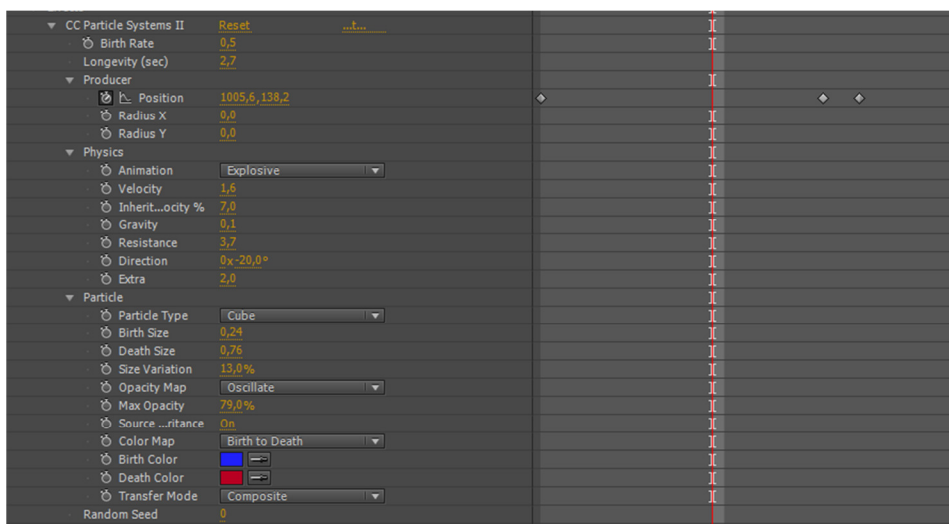 CC Particle Systems II Reset ...t...
Birth Rate 0,5
Longevity (sec) 2,7
Producer
Position 1005,6,138,2
Radius X 0,0
Radius Y 0,0
Physics
Animation Explosive
Velocity 1,6
Inherit...ocity % 7,0
Gravity 0,1
Resistance 3,7
Direction 0x-20,0°
Extra 2,0
Particle
Particle Type Cube
Birth Size 0,24
Death Size 0,76
Size Variation 13,0%
Opacity Map Oscillate
Max Opacity 79,0%
Source ...ritance On
Color Map Birth to Death
Birth Color
Death Color
Transfer Mode Composite
Random Seed 0